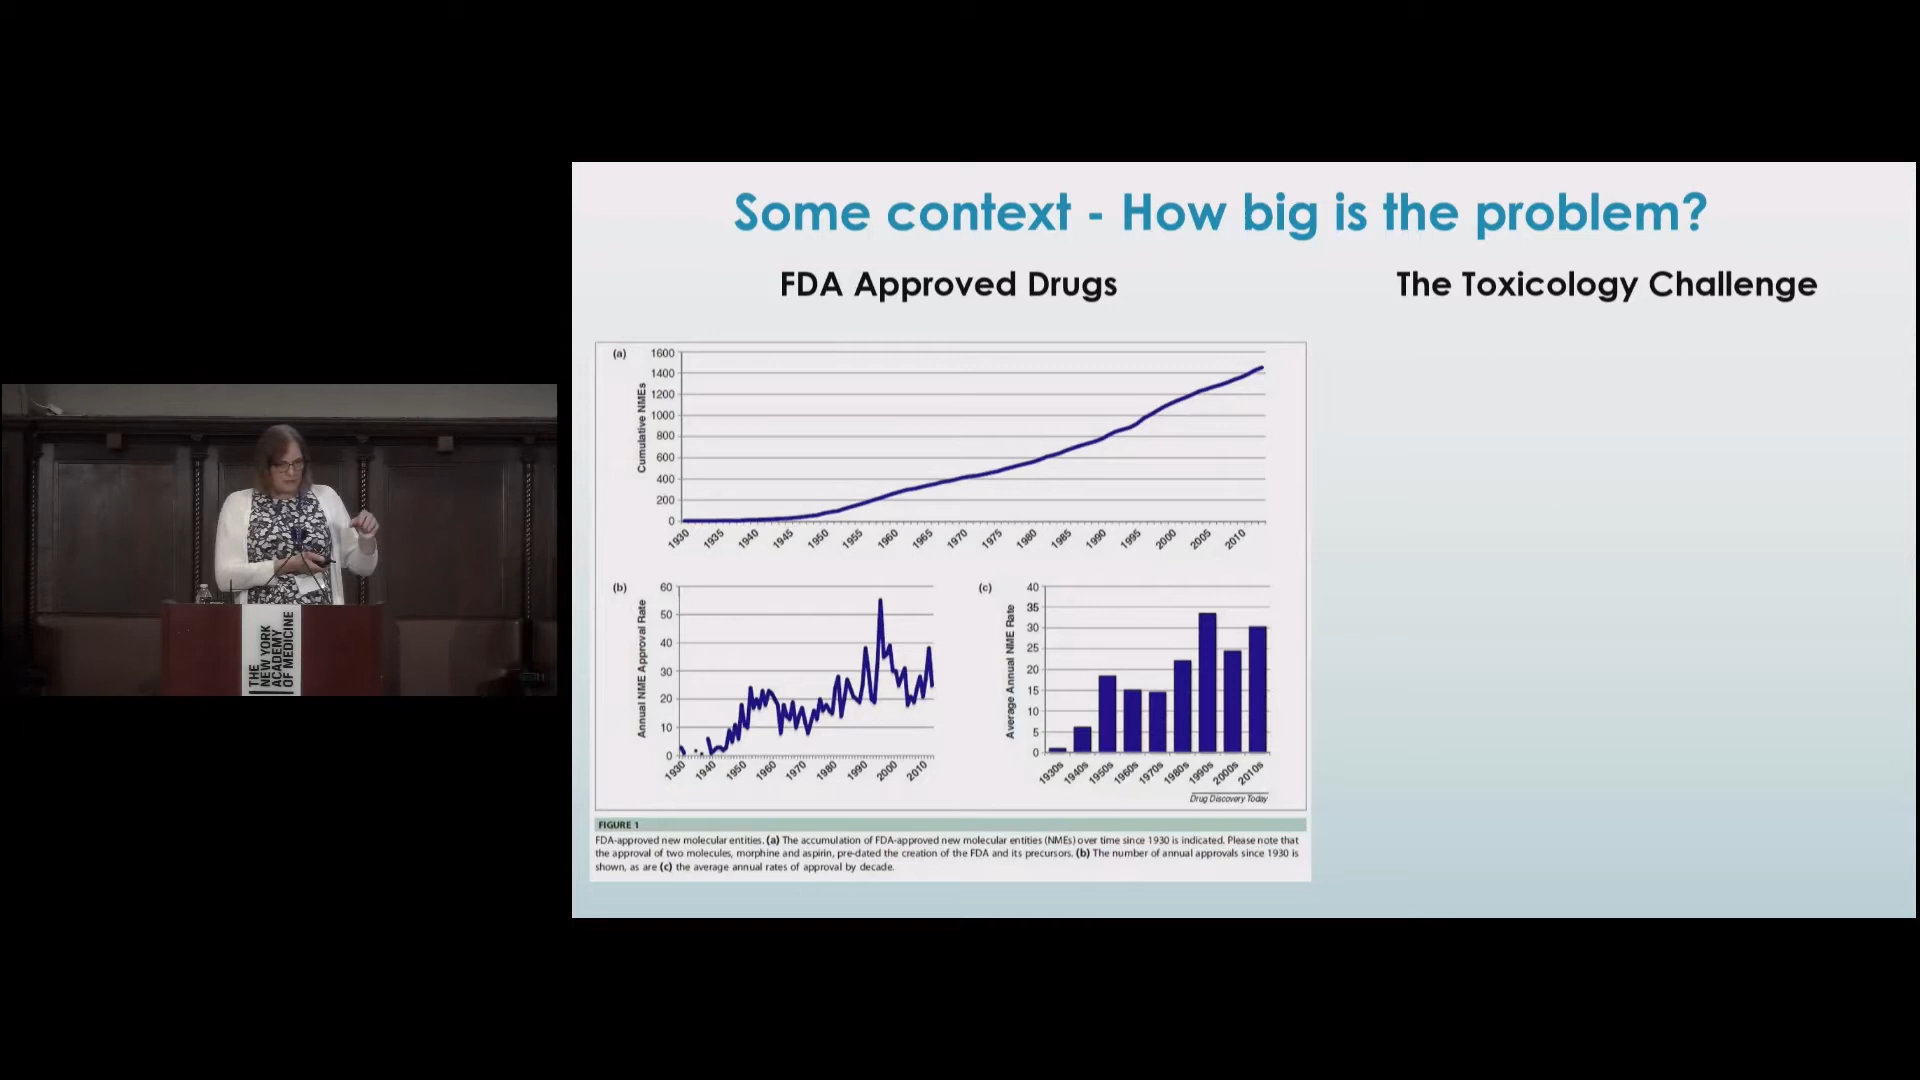 Some context - How big is the problem?
FDA Approved Drugs
The Toxicology Challenge
(a)
Cumulative NMEs
1600
1400
1200
1000
800
600
400
200
0
1930 1935 1940 1945 1950 1955 1960 1965 1970 1975 1980 1985 1990 1995 2000 2005 2010
(b)
Annual NME Approval Rate
60
50
40
30
20
10
0
1930 1940 1950 1960 1970 1980 1990 2000 2010
(c)
Average Annual NME Rate
40
35
30
25
20
15
10
5
0
1930s 1940s 1950s 1960s 1970s 1980s 1990s 2000s 2010s
Drug Discovery Today
FIGURE 1
FDA-approved new molecular entities. (a) The accumulation of FDA-approved new molecular entities (NMEs) over time since 1930 is indicated. Please note that
the approval of two molecules, morphine and aspirin, pre-dated the creation of the FDA and its precursors. (b) The number of annual approvals since 1930 is
shown, as are (c) the average annual rates of approval by decade.
THE
NEW YORK
ACADEMY
OF MEDICINE